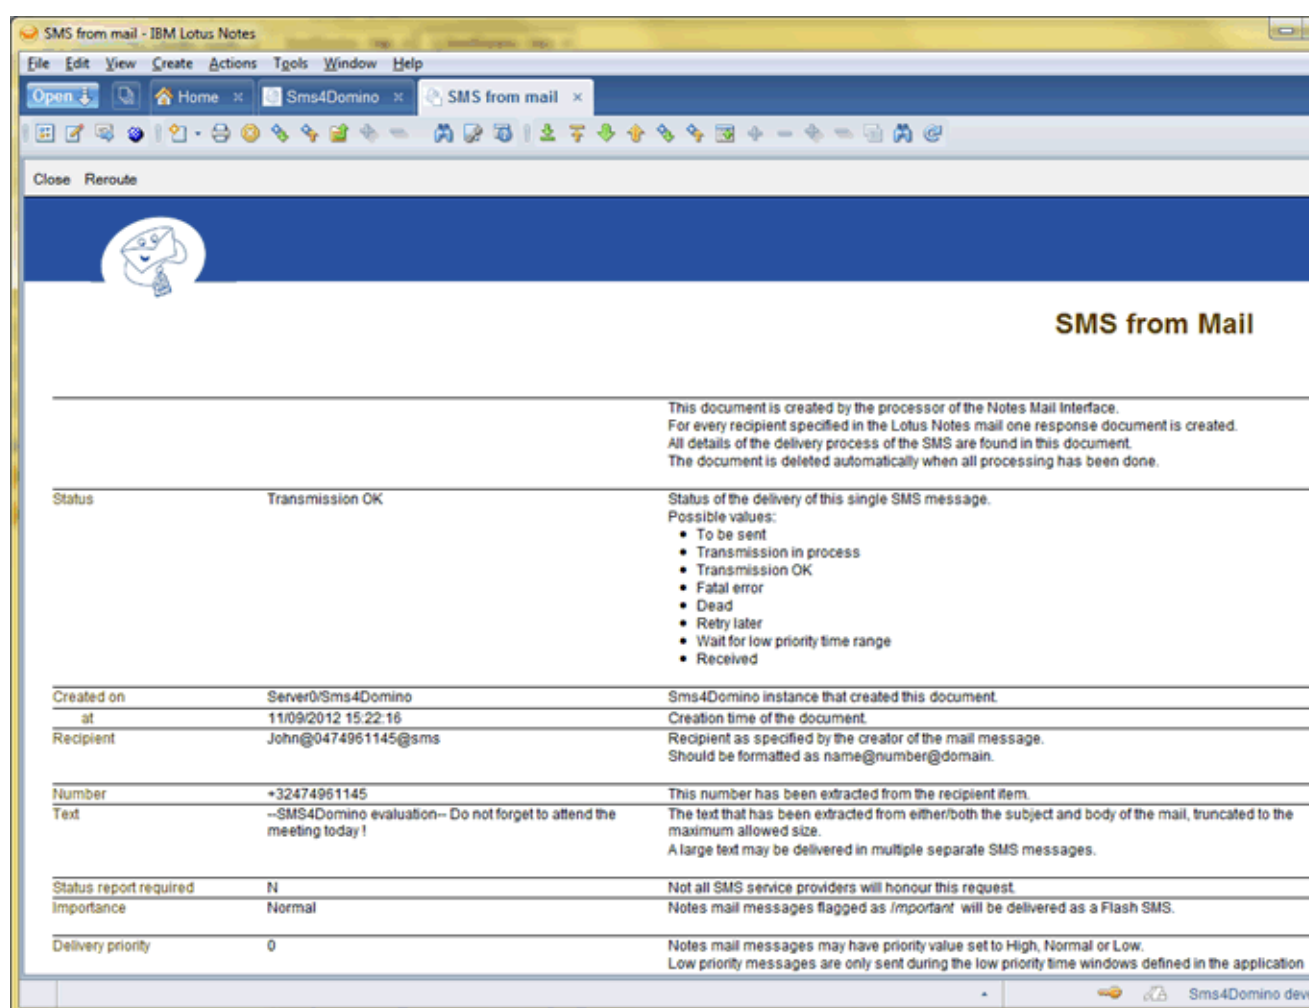 SMS from mail - IBM Lotus Notes
File Edit View Create Actions Tools Window Help
Open Home Sms4Domino SMS from mail
Close Reroute
SMS from Mail
This document is created by the processor of the Notes Mail Interface.
For every recipient specified in the Lotus Notes mail one response document is created.
All details of the delivery process of the SMS are found in this document.
The document is deleted automatically when all processing has been done.
Status Transmission OK Status of the delivery of this single SMS message.
Possible values:
• To be sent
• Transmission in process
• Transmission OK
• Fatal error
• Dead
• Retry later
• Wait for low priority time range
• Received
Created on Server0/Sms4Domino Sms4Domino instance that created this document.
at 11/09/2012 15:22:16 Creation time of the document.
Recipient John@0474961145@sms Recipient as specified by the creator of the mail message.
Should be formatted as name@number@domain.
Number +32474961145 This number has been extracted from the recipient item.
Text --SMS4Domino evaluation-- Do not forget to attend the The text that has been extracted from either/both the subject and body of the mail, truncated to the
meeting today ! maximum allowed size.
A large text may be delivered in multiple separate SMS messages.
Status report required N Not all SMS service providers will honour this request.
Importance Normal Notes mail messages flagged as Important will be delivered as a Flash SMS.
Delivery priority 0 Notes mail messages may have priority value set to High, Normal or Low.
Low priority messages are only sent during the low priority time windows defined in the application
Sms4Domino dev